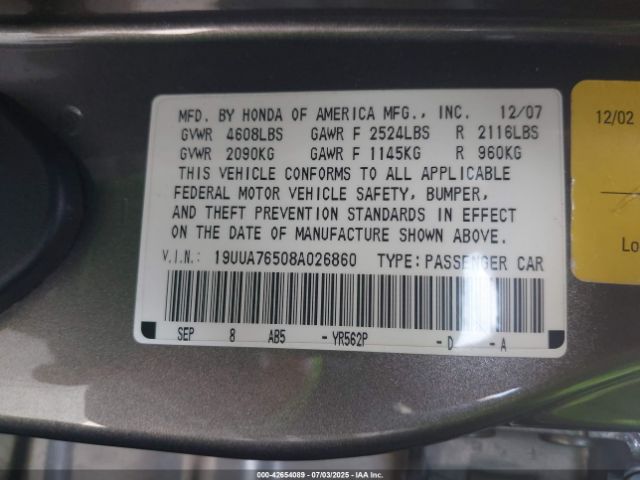 MFD. BY HONDA OF AMERICA MFG., INC. 12/07
GVWR 4608LBS GAWR F 2524LBS R 2116LBS
GVWR 2090KG GAWR F 1145KG R 960KG
THIS VEHICLE CONFORMS TO ALL APPLICABLE
FEDERAL MOTOR VEHICLE SAFETY, BUMPER,
AND THEFT PREVENTION STANDARDS IN EFFECT
ON THE DATE OF MANUFACTURE SHOWN ABOVE.
V.I.N.: 19UUA76508A026860 TYPE: PASSENGER CAR
SEP 8 AB5 - YR562P - D - A
12/02
Lo
000-42654089 07/03/2025 IAAI.COM